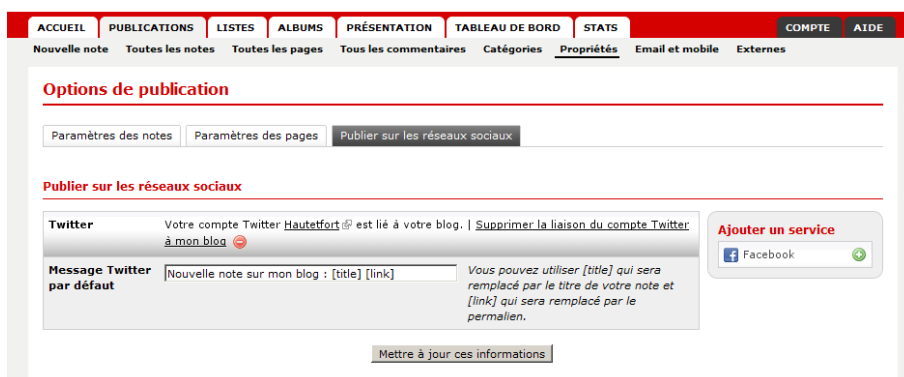 ACCUEIL PUBLICATIONS LISTES ALBUMS PRÉSENTATION TABLEAU DE BORD STATS COMPTE AIDE
Nouvelle note Toutes les notes Toutes les pages Tous les commentaires Catégories Propriétés Email et mobile Externes
Options de publication
Paramètres des notes Paramètres des pages Publier sur les réseaux sociaux
Publier sur les réseaux sociaux
Twitter Votre compte Twitter Hautetfort est lié à votre blog. | Supprimer la liaison du compte Twitter
à mon blog
Message Twitter
par défaut
Nouvelle note sur mon blog : [title] [link]
Vous pouvez utiliser [title] qui sera
remplacé par le titre de votre note et
[link] qui sera remplacé par le
permalien.
Ajouter un service
Facebook
Mettre à jour ces informations